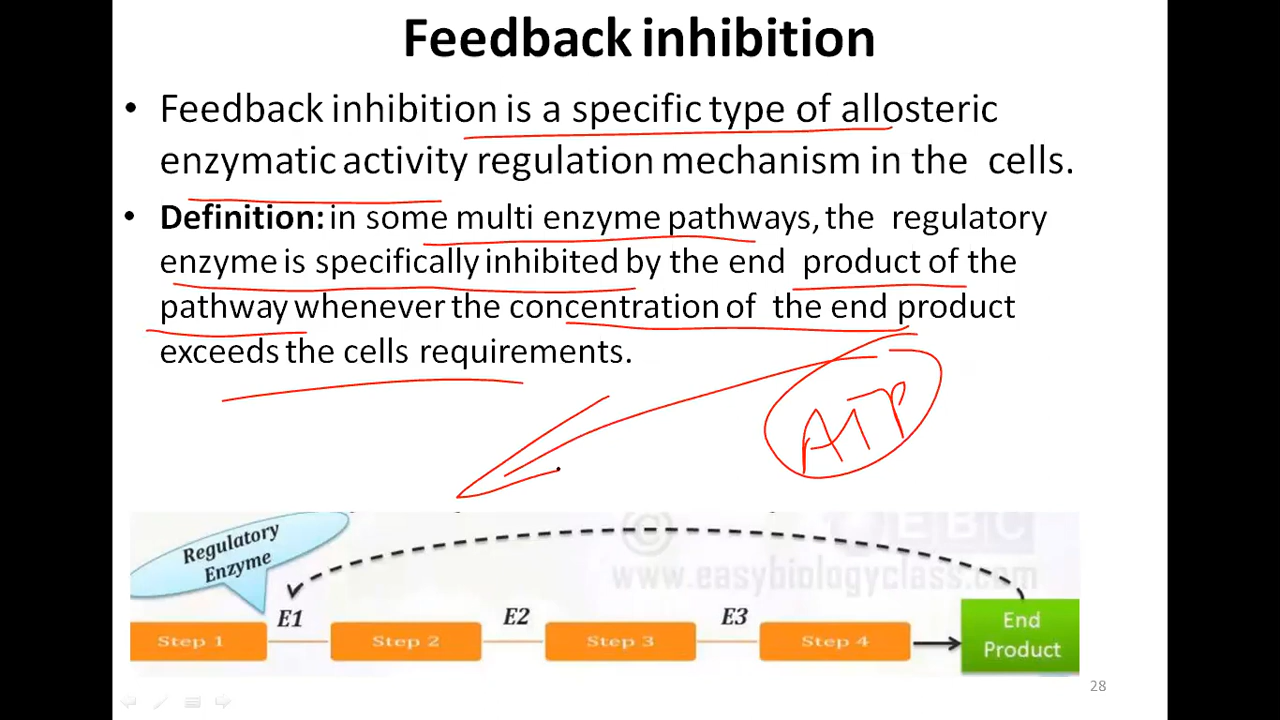 Feedback inhibition
• Feedback inhibition is a specific type of allosteric
enzymatic activity regulation mechanism in the cells.
• Definition: in some multi enzyme pathways, the regulatory
enzyme is specifically inhibited by the end product of the
pathway whenever the concentration of the end product
exceeds the cells requirements.
ATP
© EBC
www.easybiologyclass.com
Regulatory
Enzyme
E1
E2
E3
Step 1
Step 2
Step 3
Step 4
End
Product
28